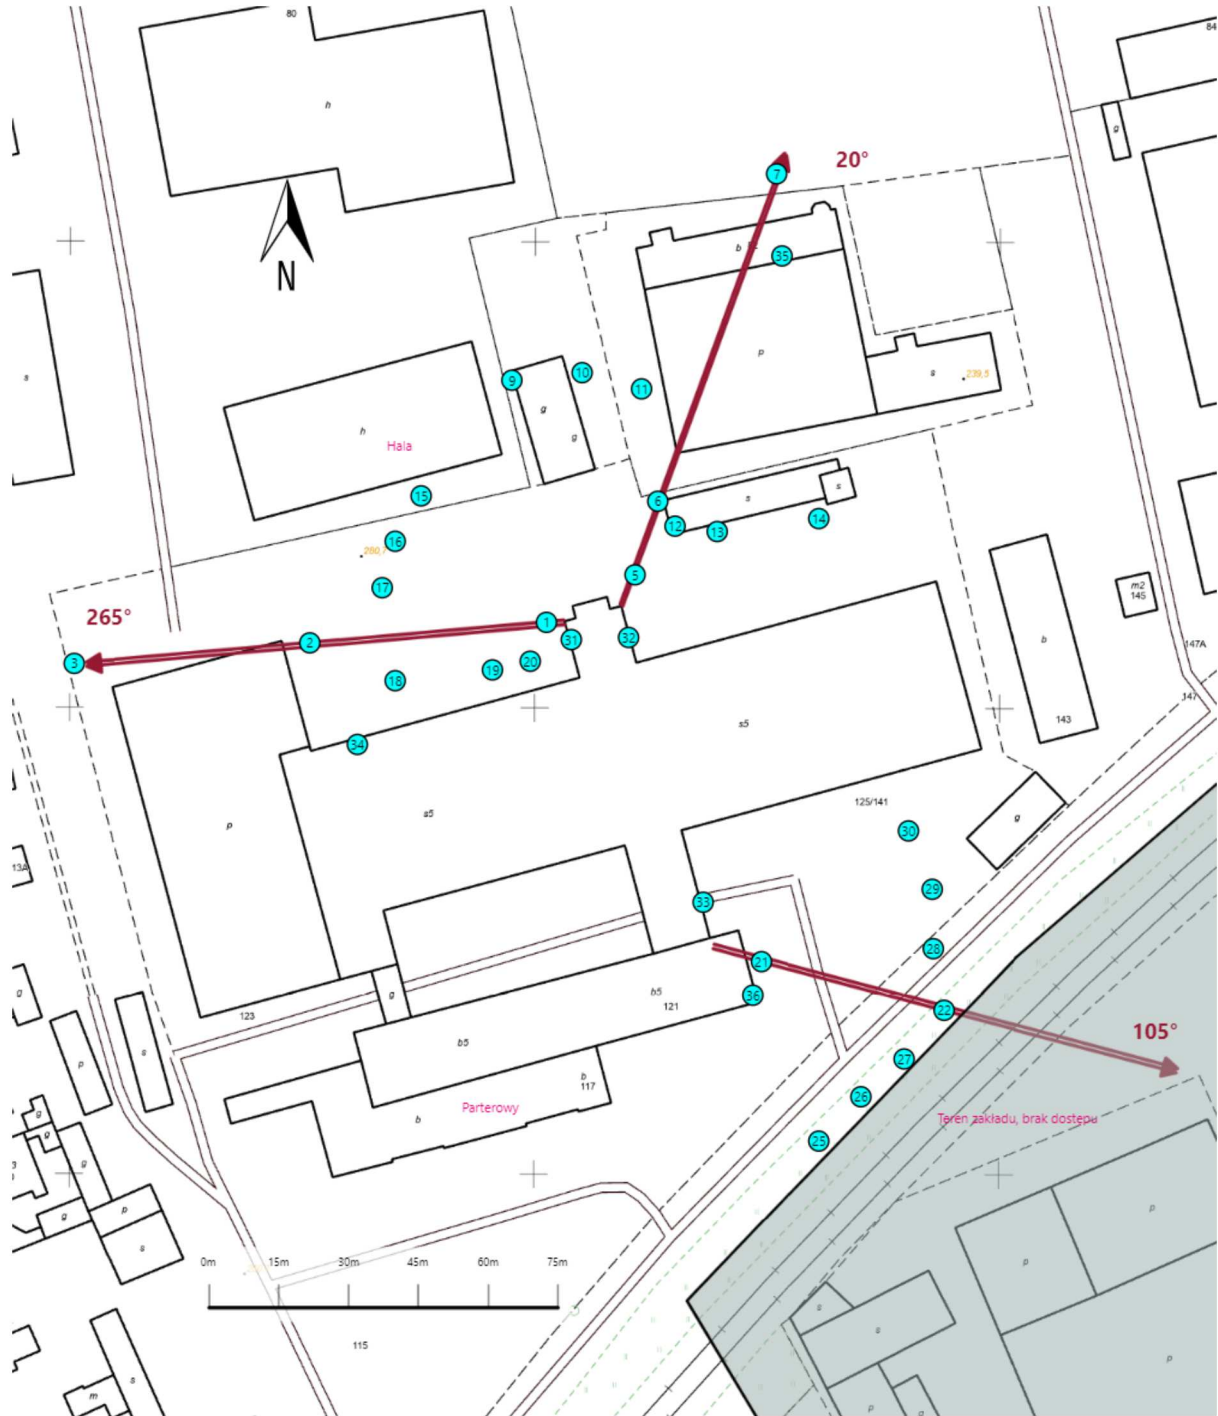 80
84
g
h
20°
7
N
b
35
s
p
9
10
s
239,5
g
11
h
g
Hala
15
6
s
s
12
13
14
16
280,7
5
17
m2
145
265°
1
2
31
32
b
147A
3
20
19
18
147
143
34
s5
125/141
s5
p
30
g
13A
29
33
28
21
g
g
b5
36
123
121
22
105°
s
b5
27
p
b
117
26
Parterowy
Teren zakładu, brak dostępu
g
b
25
g
g
p
g
p
s
p
0m 15m 30m 45m 60m 75m
s
s
115
p
s
m
p
g